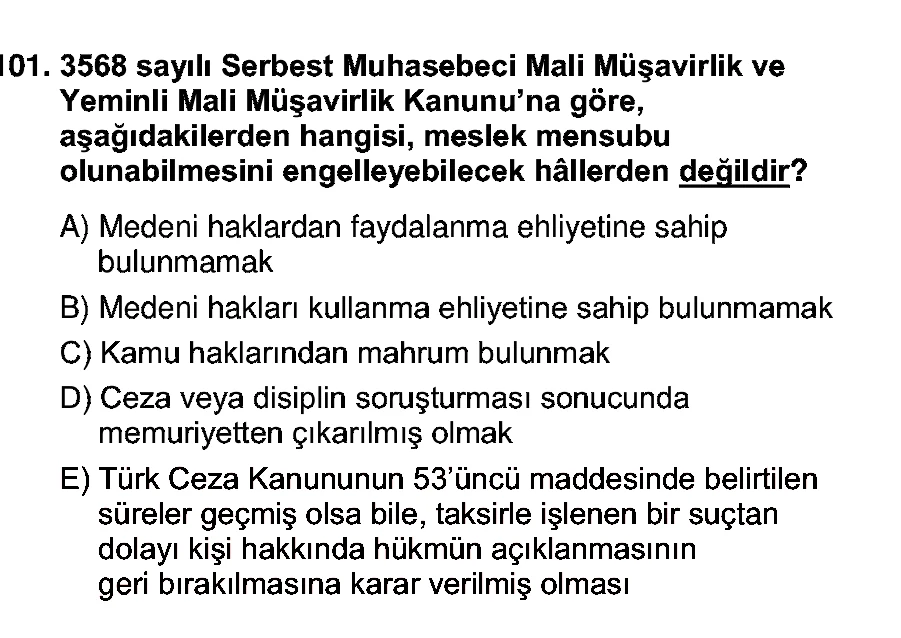 101. 3568 sayılı Serbest Muhasebeci Mali Müşavirlik ve
Yeminli Mali Müşavirlik Kanunu’na göre,
aşağıdakilerden hangisi, meslek mensubu
olunabilmesini engelleyebilecek hâllerden değildir?
A) Medeni haklardan faydalanma ehliyetine sahip
bulunmamak
B) Medeni hakları kullanma ehliyetine sahip bulunmamak
C) Kamu haklarından mahrum bulunmak
D) Ceza veya disiplin soruşturması sonucunda
memuriyetten çıkarılmış olmak
E) Türk Ceza Kanununun 53’üncü maddesinde belirtilen
süreler geçmiş olsa bile, taksirle işlenen bir suçtan
dolayı kişi hakkında hükmün açıklanmasının
geri bırakılmasına karar verilmiş olması